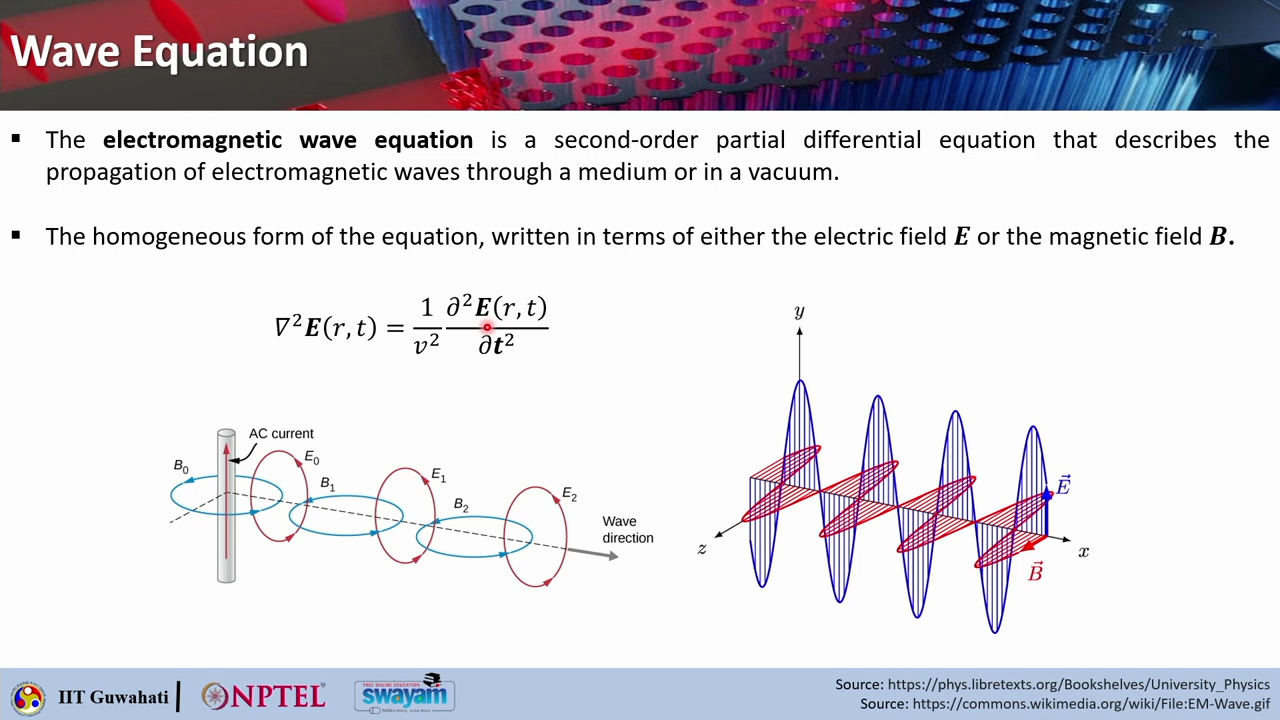 Wave Equation
▪ The electromagnetic wave equation is a second-order partial differential equation that describes the
propagation of electromagnetic waves through a medium or in a vacuum.
▪ The homogeneous form of the equation, written in terms of either the electric field E or the magnetic field B.
∇²E(r, t) = 1/v² ∂²E(r, t)/∂t²
AC current
B₀
E₀
B₁
E₁
B₂
E₂
Wave
direction
y
E⃗
z
x
B⃗
IIT Guwahati
NPTEL
FREE ONLINE EDUCATION
swayam
Source: https://phys.libretexts.org/Bookshelves/University_Physics
Source: https://commons.wikimedia.org/wiki/File:EM-Wave.gif